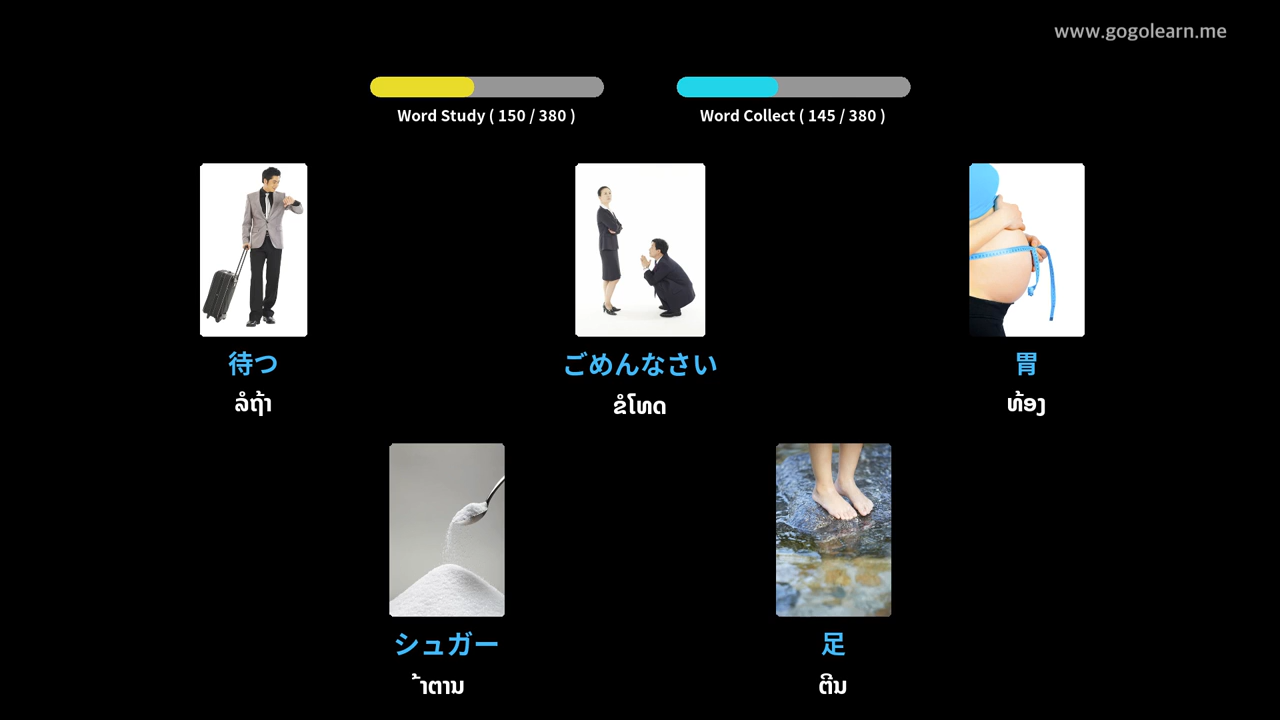 www.gogolearn.me
Word Study ( 150 / 380 )
Word Collect ( 145 / 380 )
待つ
ごめんなさい
胃
ລໍຖ້າ
ຂໍໂທດ
ທ້ອງ
シュガー
足
້ຳຕານ
ຕີນ